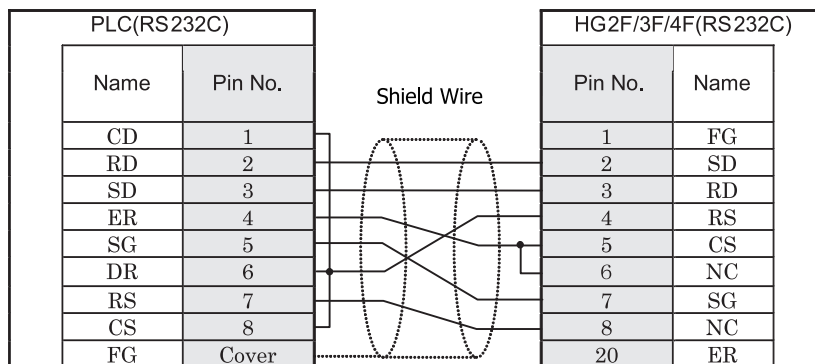 PLC(RS232C) HG2F/3F/4F(RS232C)
Name Pin No. Shield Wire Pin No. Name
CD 1 1 FG
RD 2 2 SD
SD 3 3 RD
ER 4 4 RS
SG 5 5 CS
DR 6 6 NC
RS 7 7 SG
CS 8 8 NC
FG Cover 20 ER